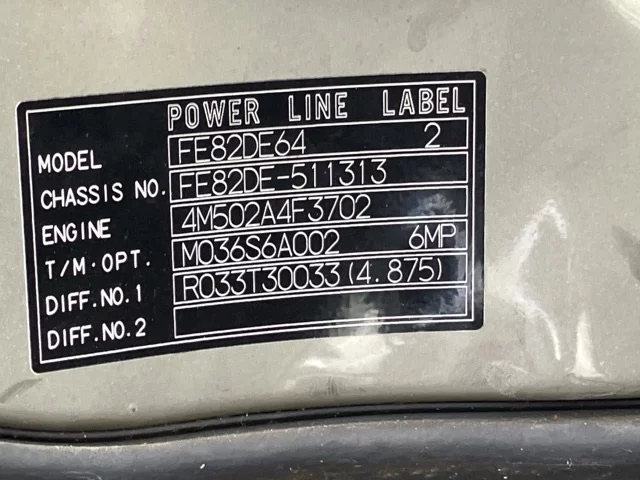 POWER LINE LABEL
MODEL FE82DE64 2
CHASSIS NO. FE82DE-511313
ENGINE 4M502A4F3702
T/M·OPT. M036S6A002 6MP
DIFF.NO.1 R033T30033(4.875)
DIFF.NO.2